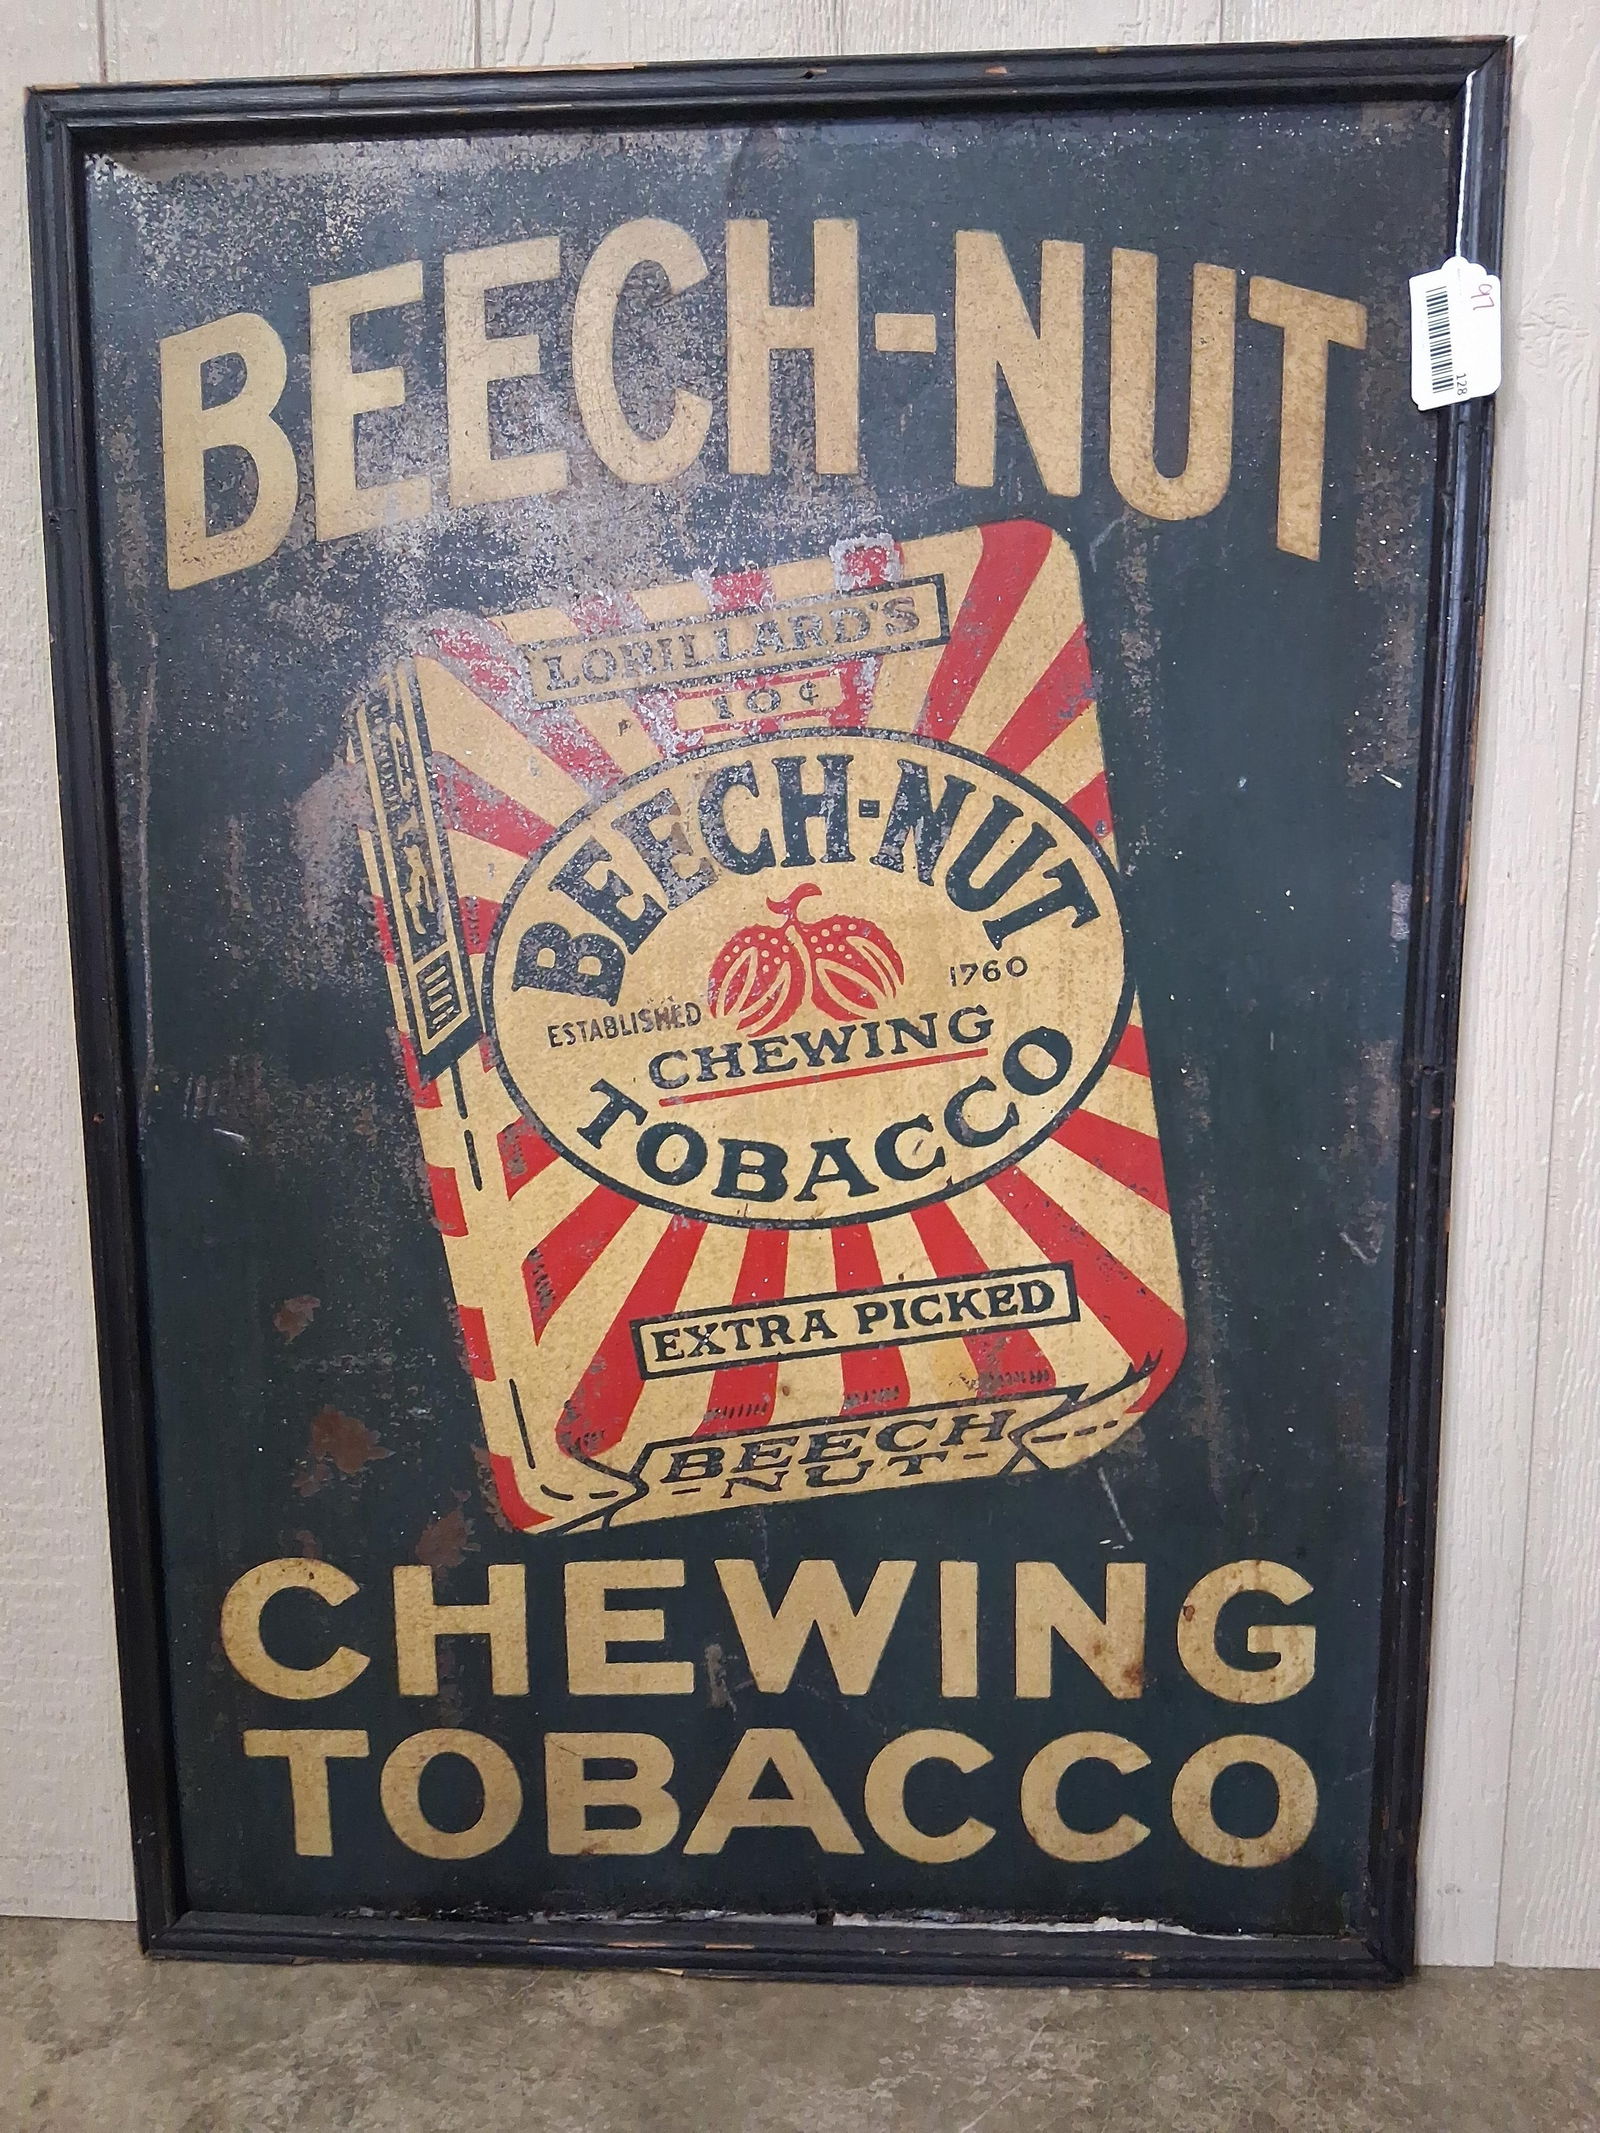 BEECH-NUT
97
128
LORILLARD'S
10¢
BEECH-NUT
ESTABLISHED 1760
CHEWING
TOBACCO
EXTRA PICKED
BEECH
-NUT-
CHEWING
TOBACCO